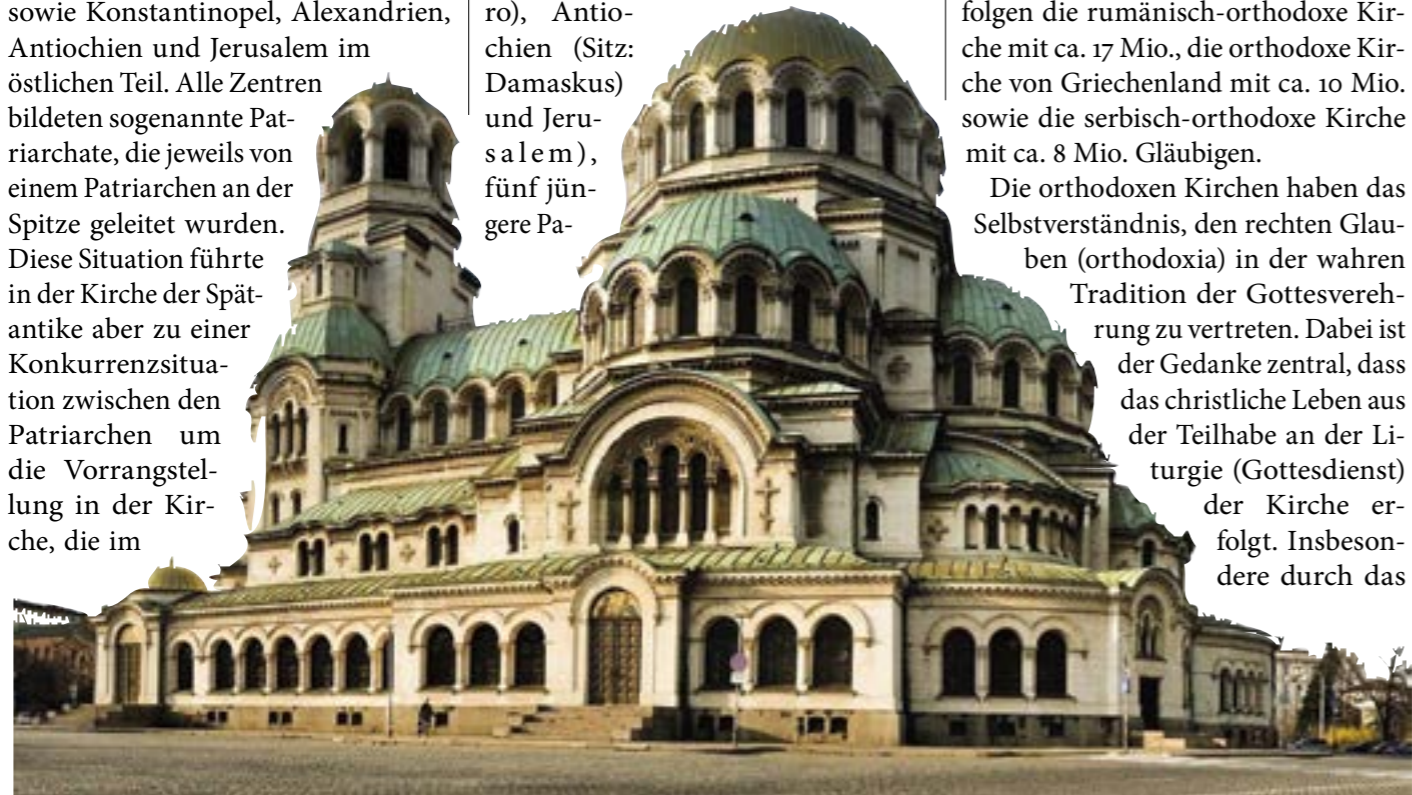 sowie Konstantinopel, Alexandrien,
Antiochien und Jerusalem im
östlichen Teil. Alle Zentren
bildeten sogenannte Pat-
riarchate, die jeweils von
einem Patriarchen an der
Spitze geleitet wurden.
Diese Situation führte
in der Kirche der Spät-
antike aber zu einer
Konkurrenzsitua-
tion zwischen den
Patriarchen um
die Vorrangstel-
lung in der Kir-
che, die im
ro), Antio-
chien (Sitz:
Damaskus)
und Jeru-
salem),
fünf jün-
gere Pa-
folgen die rumänisch-orthodoxe Kir-
che mit ca. 17 Mio., die orthodoxe Kir-
che von Griechenland mit ca. 10 Mio.
sowie die serbisch-orthodoxe Kirche
mit ca. 8 Mio. Gläubigen.
Die orthodoxen Kirchen haben das
Selbstverständnis, den rechten Glau-
ben (orthodoxia) in der wahren
Tradition der Gottesvereh-
rung zu vertreten. Dabei ist
der Gedanke zentral, dass
das christliche Leben aus
der Teilhabe an der Li-
turgie (Gottesdienst)
der Kirche er-
folgt. Insbeson-
dere durch das